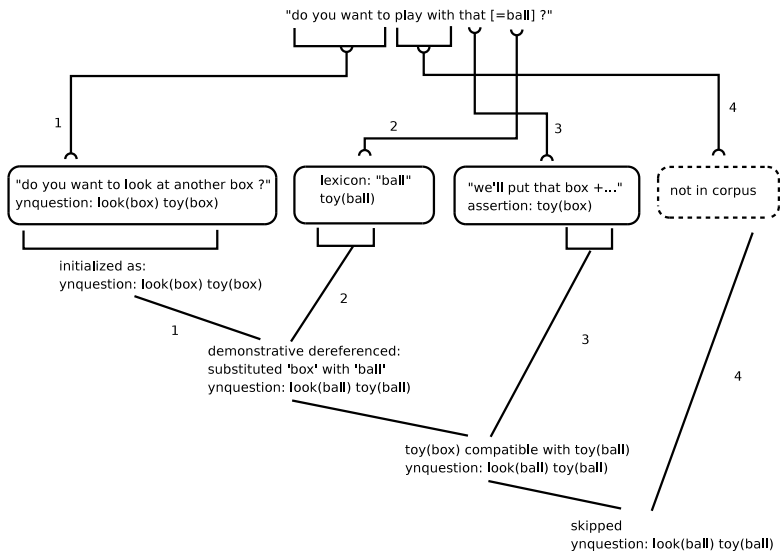 "do you want to play with that [=ball] ?"
1
2
3
4
"do you want to look at another box ?"
ynquestion: look(box) toy(box)
lexicon: "ball"
toy(ball)
"we'll put that box +..."
assertion: toy(box)
not in corpus
initialized as:
ynquestion: look(box) toy(box)
1
2
3
4
demonstrative dereferenced:
substituted 'box' with 'ball'
ynquestion: look(ball) toy(ball)
toy(box) compatible with toy(ball)
ynquestion: look(ball) toy(ball)
skipped
ynquestion: look(ball) toy(ball)